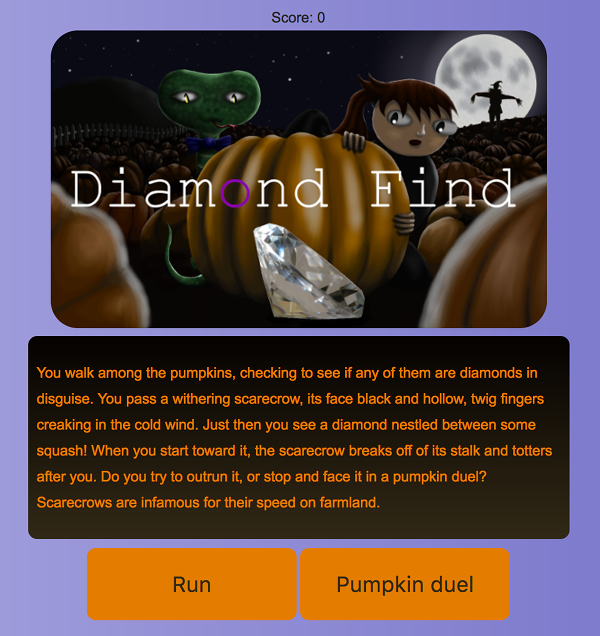 Score: 0
Diamond Find
You walk among the pumpkins, checking to see if any of them are diamonds in
disguise. You pass a withering scarecrow, its face black and hollow, twig fingers
creaking in the cold wind. Just then you see a diamond nestled between some
squash! When you start toward it, the scarecrow breaks off of its stalk and totters
after you. Do you try to outrun it, or stop and face it in a pumpkin duel?
Scarecrows are infamous for their speed on farmland.
Run
Pumpkin duel